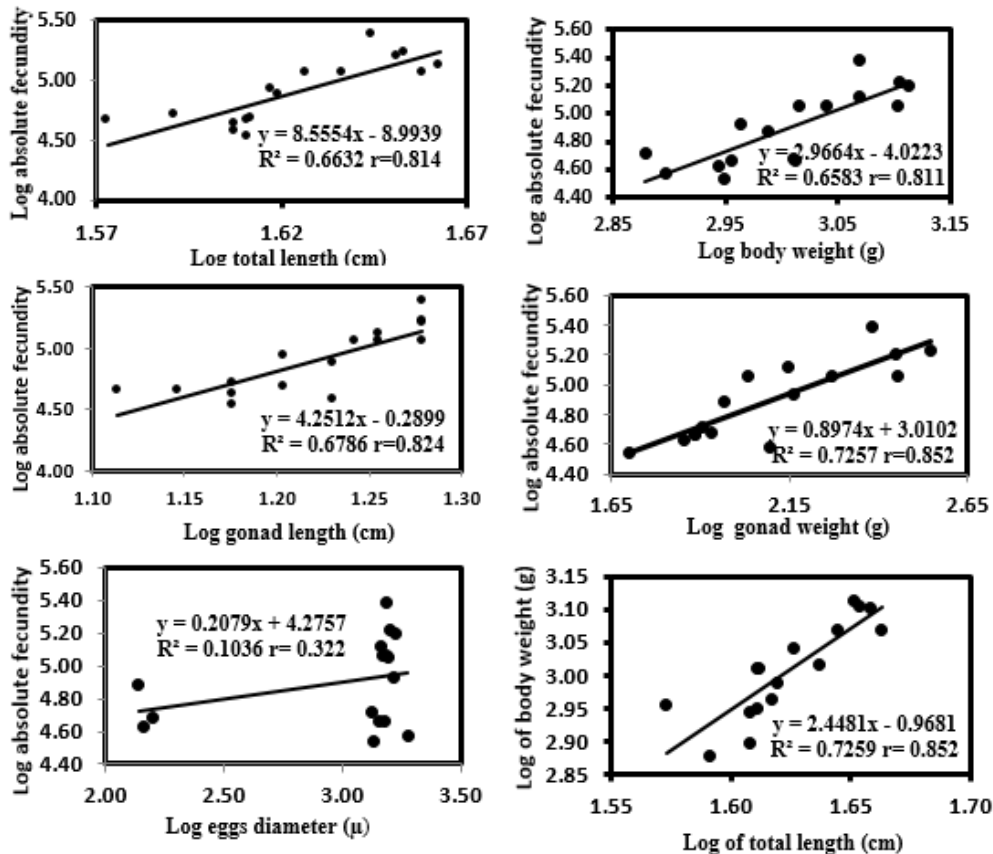 Log absolute fecundity
5.50
5.00
4.50
4.00
y = 8.5554x - 8.9939
R² = 0.6632 r=0.814
1.57
1.62
1.67
Log total length (cm)
Log absolute fecundity
5.60
5.40
5.20
5.00
4.80
4.60
4.40
y = 2.9664x - 4.0223
R² = 0.6583 r= 0.811
2.85
2.95
3.05
3.15
Log body weight (g)
Log absolute fecundity
5.50
5.00
4.50
4.00
y = 4.2512x - 0.2899
R² = 0.6786 r=0.824
1.10
1.15
1.20
1.25
1.30
Log gonad length (cm)
Log absolute fecundity
5.60
5.40
5.20
5.00
4.80
4.60
4.40
y = 0.8974x + 3.0102
R² = 0.7257 r=0.852
1.65
2.15
2.65
Log gonad weight (g)
Log absolute fecundity
5.60
5.40
5.20
5.00
4.80
4.60
4.40
y = 0.2079x + 4.2757
R² = 0.1036 r= 0.322
2.00
2.50
3.00
3.50
Log eggs diameter (µ)
Log of body weight (g)
3.15
3.10
3.05
3.00
2.95
2.90
2.85
y = 2.4481x - 0.9681
R² = 0.7259 r= 0.852
1.55
1.60
1.65
1.70
Log of total length (cm)